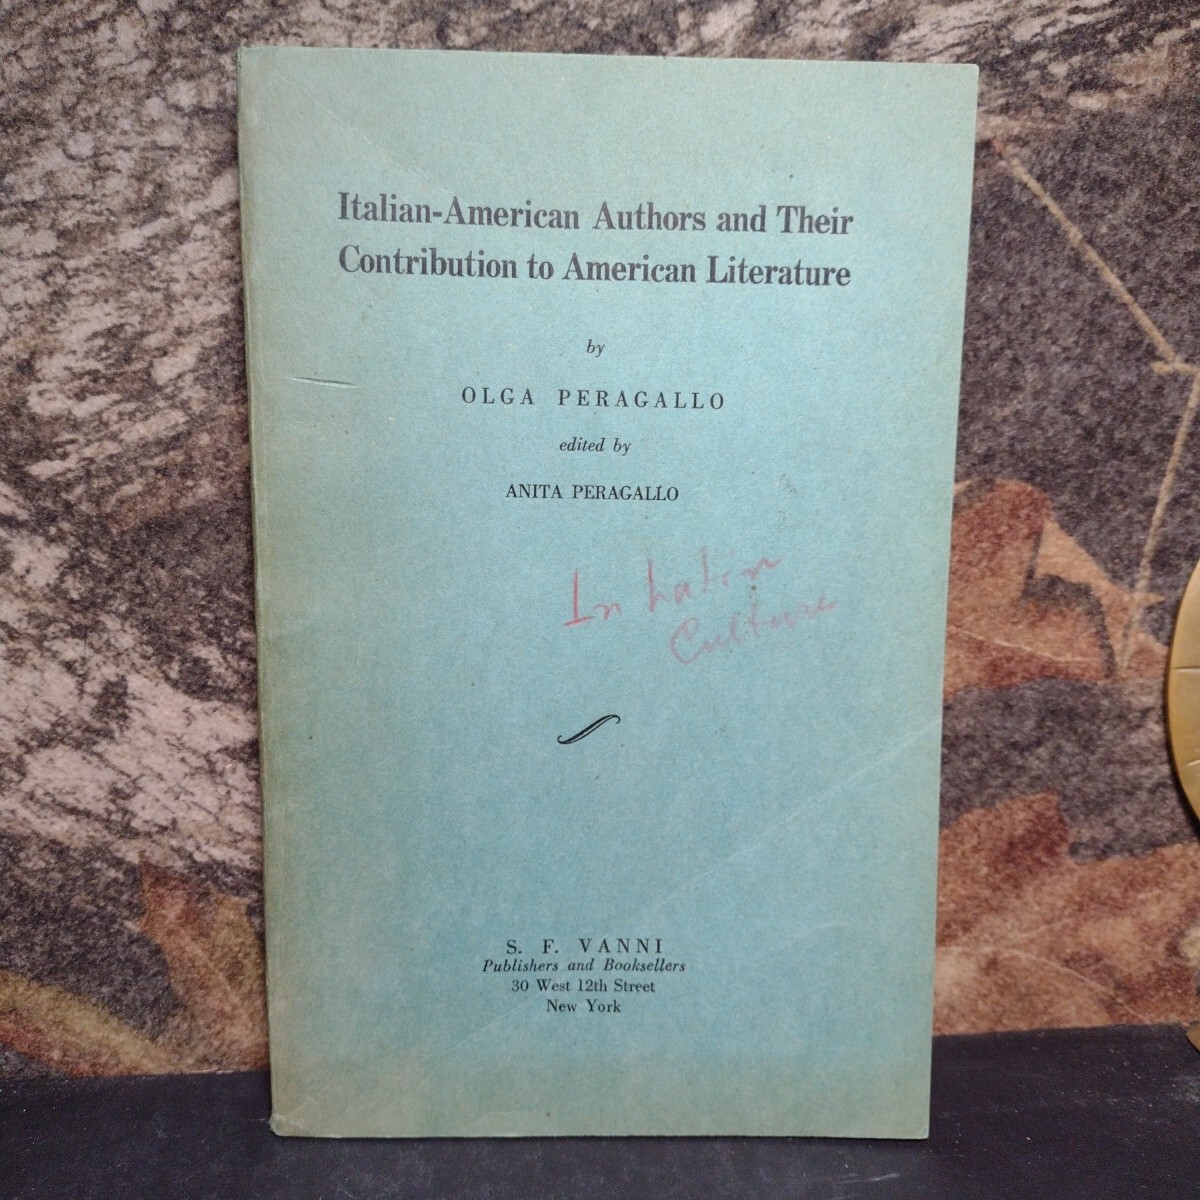 Italian-American Authors and Their
Contribution to American Literature
by
OLGA PERAGALLO
edited by
ANITA PERAGALLO
In Latin
Culture
S. F. VANNI
Publishers and Booksellers
30 West 12th Street
New York